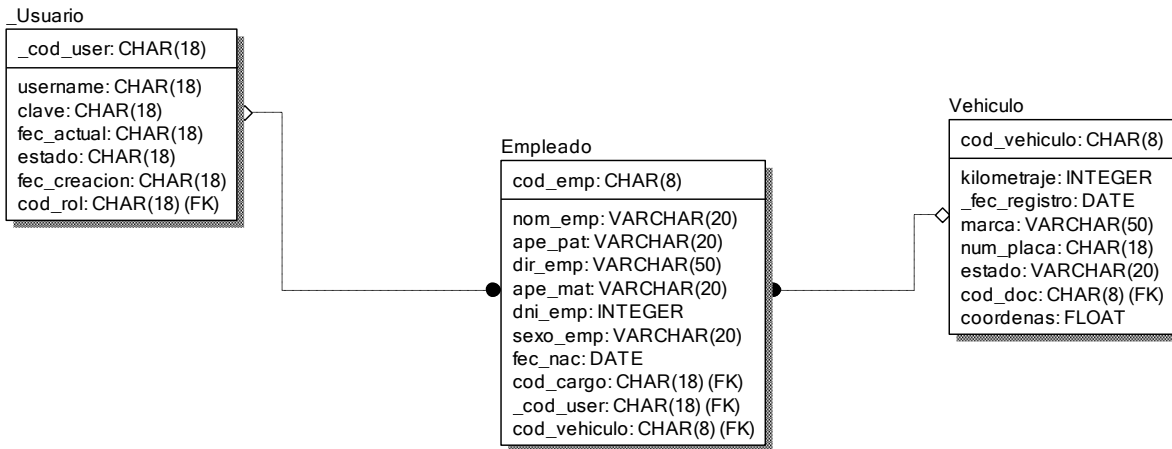 _Usuario
_cod_user: CHAR(18)
username: CHAR(18)
clave: CHAR(18)
fec_actual: CHAR(18)
estado: CHAR(18)
fec_creacion: CHAR(18)
cod_rol: CHAR(18) (FK)
Empleado
cod_emp: CHAR(8)
nom_emp: VARCHAR(20)
ape_pat: VARCHAR(20)
dir_emp: VARCHAR(50)
ape_mat: VARCHAR(20)
dni_emp: INTEGER
sexo_emp: VARCHAR(20)
fec_nac: DATE
cod_cargo: CHAR(18) (FK)
_cod_user: CHAR(18) (FK)
cod_vehiculo: CHAR(8) (FK)
Vehiculo
cod_vehiculo: CHAR(8)
kilometraje: INTEGER
_fec_registro: DATE
marca: VARCHAR(50)
num_placa: CHAR(18)
estado: VARCHAR(20)
cod_doc: CHAR(8) (FK)
coordenas: FLOAT